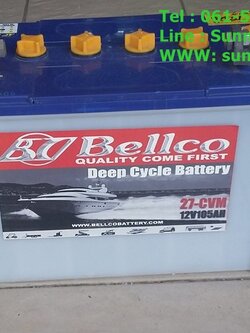 Tel : 061-5
Line : Sun
WWW: sun
Bellco
QUALITY COME FIRST
Deep Cycle Battery
27-CVM
12V105AH
WWW.BELLCOBATTERY.COM